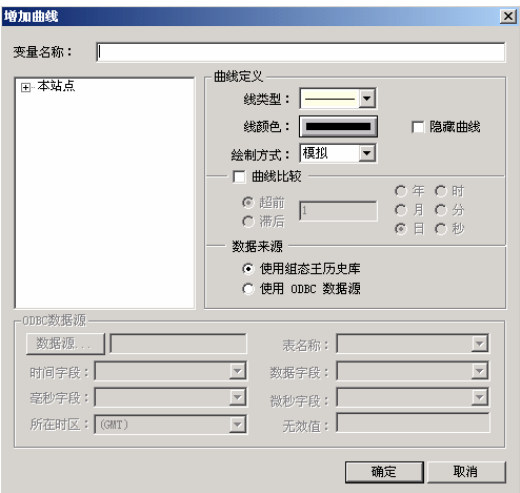 增加曲线
变量名称：
本站点
曲线定义
线类型：
线颜色： 隐藏曲线
绘制方式： 模拟
曲线比较
超前 1 年 时
滞后 月 分
日 秒
数据来源
使用组态王历史库
使用 ODBC 数据源
ODBC数据源
数据源... 表名称：
时间字段： 数据字段：
毫秒字段： 微秒字段：
所在时区： (GMT) 无效值：
确定 取消